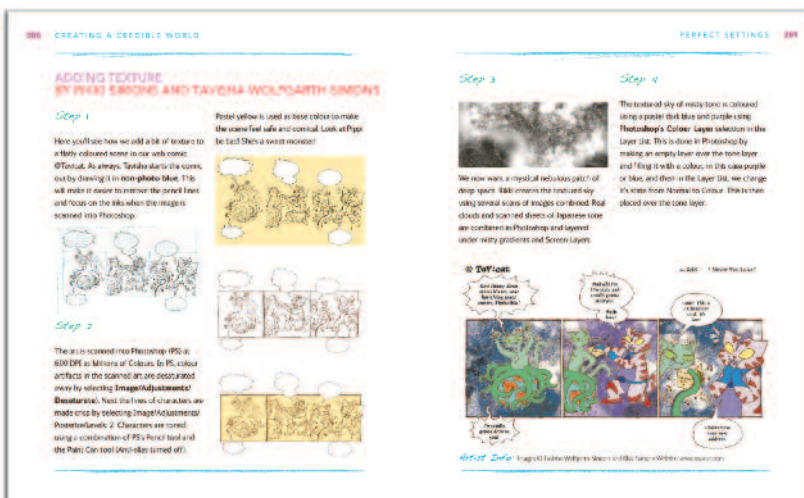 200 CREATING A CREDIBLE WORLD
ADDING TEXTURE
BY RIKKI SIMONS AND TAVISHA WOLFGARTH-SIMONS
Step 1
Here you'll see how we add a bit of texture to
a flatly coloured scene in our web comic
@Tavicat. As always, Tavisha starts the comic
out by drawing it in non-photo blue. This
will make it easier to remove the pencil lines
and focus on the inks when the image is
scanned into Photoshop.
Step 2
The art is scanned into Photoshop (PS) at
600 DPI as Millions of Colours. In PS, colour
artifacts in the scanned art are desaturated
away by selecting Image/Adjustments/
Desaturate). Next the lines of characters are
made crisp by selecting Image/Adjustments/
Posterize/Levels: 2. Characters are toned
using a combination of PS's Pencil tool and
the Paint Can tool (Anti-alias turned off).
Pastel yellow is used as base colour to make
the scene feel safe and comical. Look at Pippi
be bad! She's a sweet monster!
PERFECT SETTINGS 201
Step 3
We now want a mystical nebulous patch of
deep space. Rikki creates the textured sky
using several scans of images combined. Real
clouds and scanned sheets of Japanese tone
are combined in Photoshop and layered
under misty gradients and Screen Layers.
Step 4
The textured sky of misty tone is coloured
using a pastel dark blue and purple using
Photoshop's Colour Layer selection in the
Layer List. This is done in Photoshop by
making an empty layer over the tone layer
and filling it with a colour, in this case purple
or blue, and then in the Layer List, we change
it's state from Normal to Colour. This is then
placed over the tone layer.
@ TaVicat
Artist Info